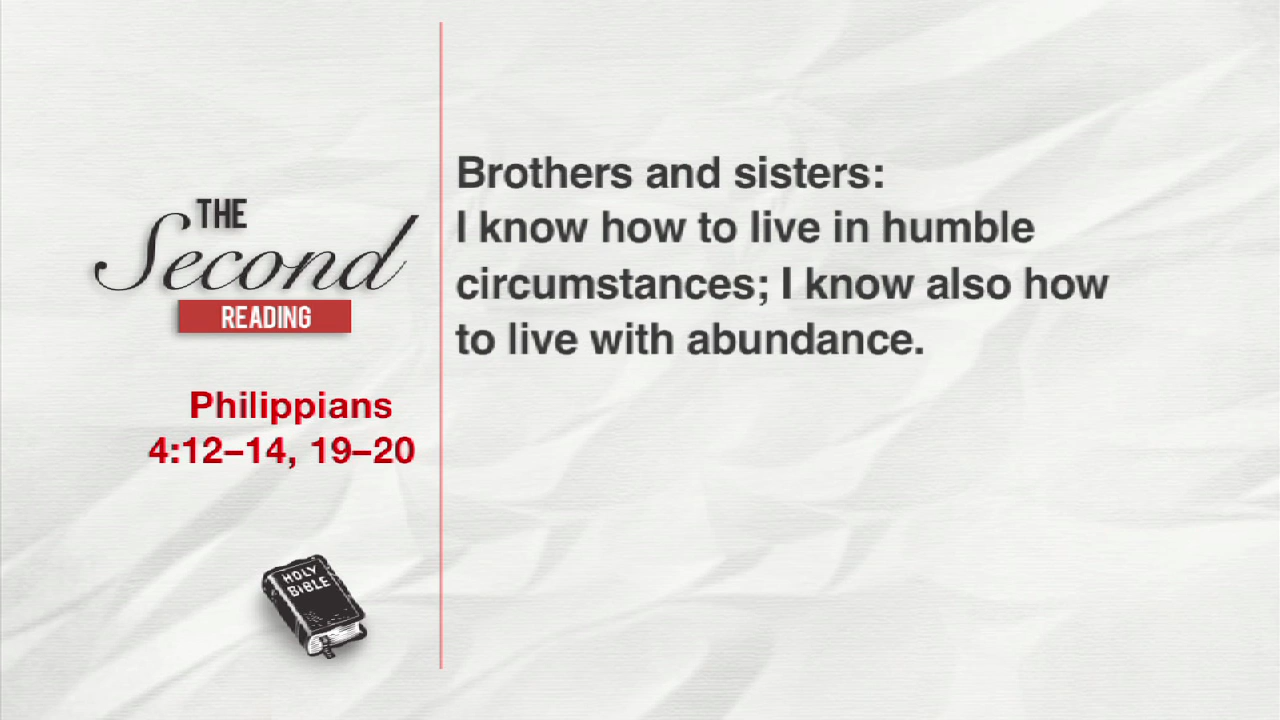 THE
Second
READING
Philippians
4:12–14, 19–20
HOLY
BIBLE
Brothers and sisters:
I know how to live in humble
circumstances; I know also how
to live with abundance.